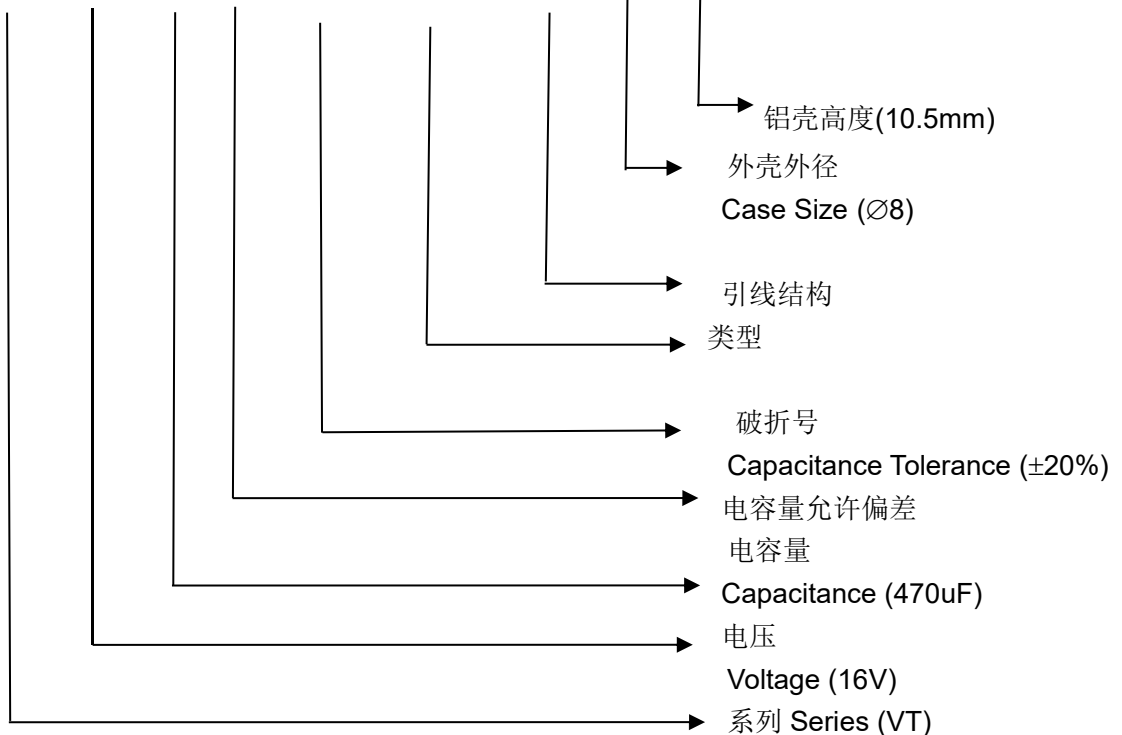 铝壳高度(10.5mm)
外壳外径
Case Size (∅8)
引线结构
类型
破折号
Capacitance Tolerance (±20%)
电容量允许偏差
电容量
Capacitance (470uF)
电压
Voltage (16V)
系列 Series (VT)